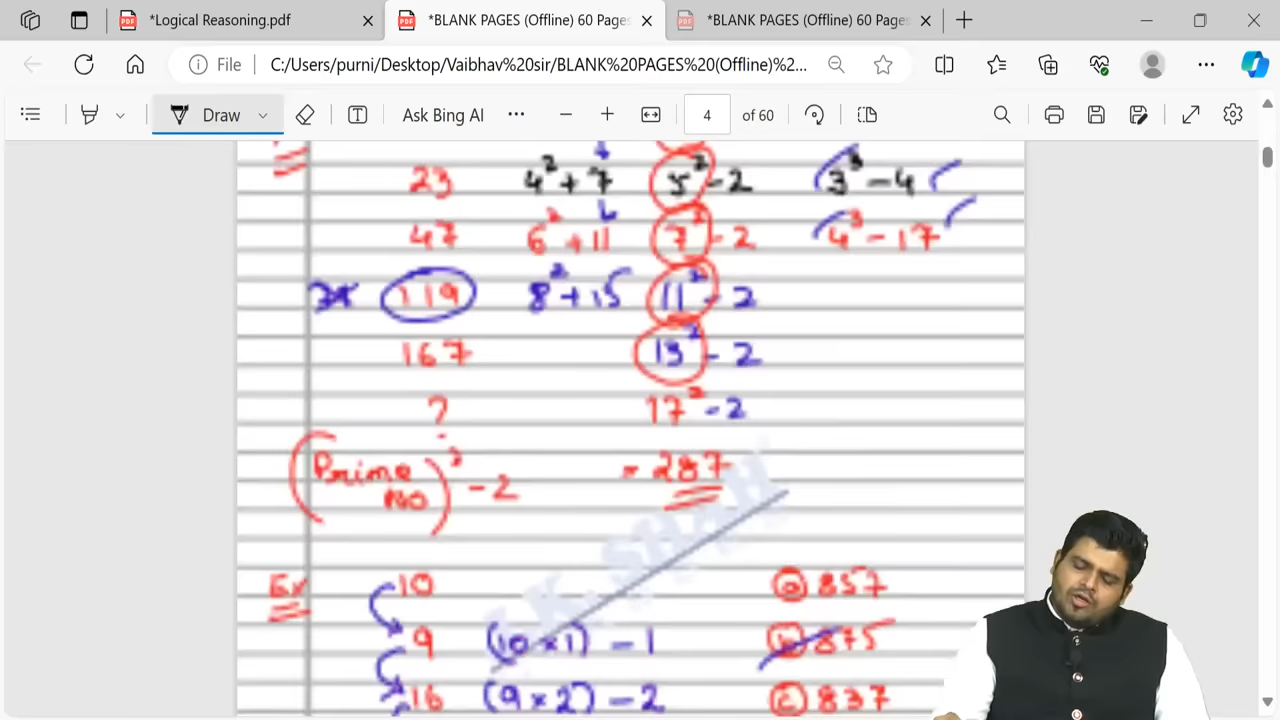 *Logical Reasoning.pdf
*BLANK PAGES (Offline) 60 Pages
*BLANK PAGES (Offline) 60 Pages
File C:/Users/purni/Desktop/Vaibhav%20sir/BLANK%20PAGES%20(Offline)%2...
Draw Ask Bing AI 4 of 60
23 4² + 7 5² - 2 3³ - 4
47 6² + 11 7² - 2 4³ - 17
119 8² + 15 11² - 2
167 13² - 2
? 17² - 2
(Prime No)² - 2 = 287
K. SHAH
Ex 10 (a) 857
9 (10 × 1) - 1 (b) 875
16 (9 × 2) - 2 (c) 837